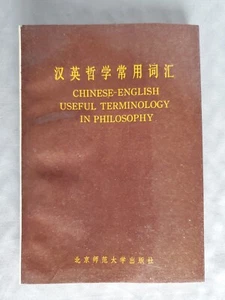 汉英哲学常用词汇
CHINESE-ENGLISH
USEFUL TERMINOLOGY
IN PHILOSOPHY
北京师范大学出版社